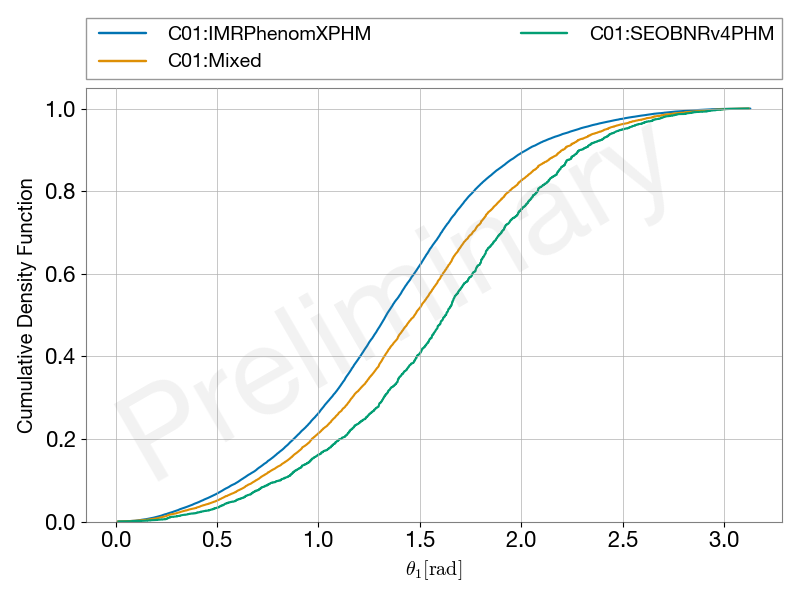 C01:IMRPhenomXPHM
C01:Mixed
C01:SEOBNRv4PHM
Cumulative Density Function
1.0
0.8
0.6
0.4
0.2
0.0
Preliminary
0.0 0.5 1.0 1.5 2.0 2.5 3.0
θ₁[rad]